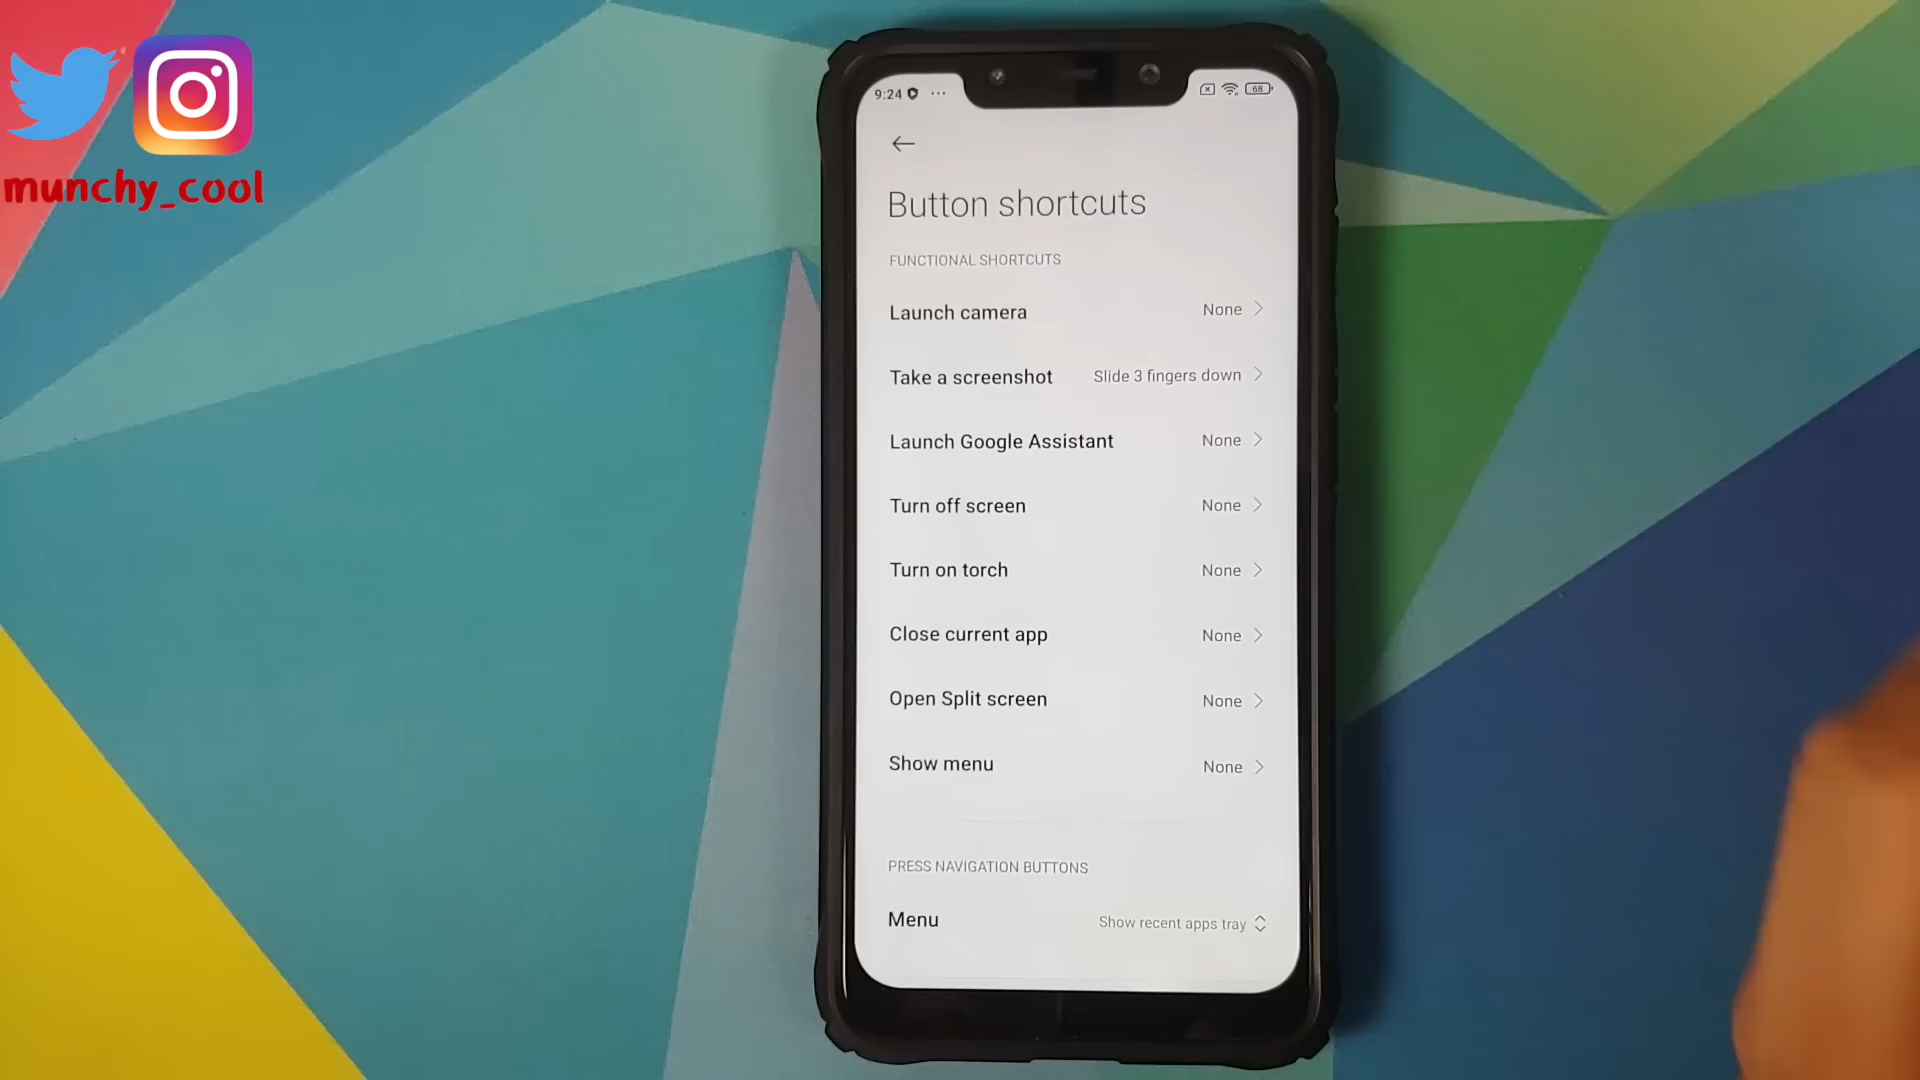 munchy_cool
9:24 ... 68
Button shortcuts
FUNCTIONAL SHORTCUTS
Launch camera None
Take a screenshot Slide 3 fingers down
Launch Google Assistant None
Turn off screen None
Turn on torch None
Close current app None
Open Split screen None
Show menu None
PRESS NAVIGATION BUTTONS
Menu Show recent apps tray